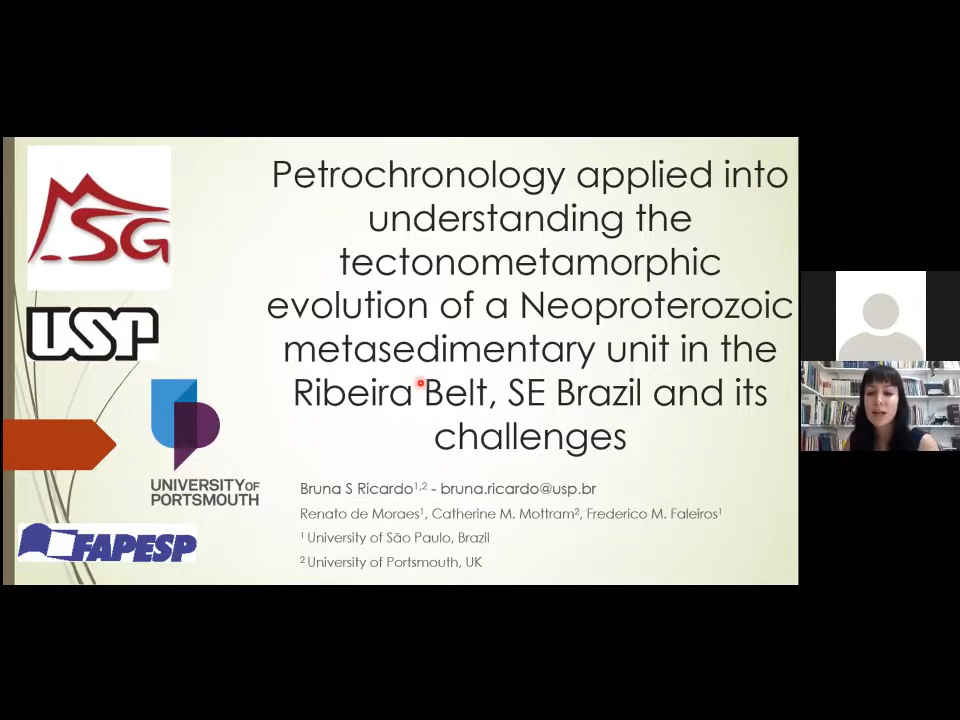 Petrochronology applied into
understanding the
tectonometamorphic
evolution of a Neoproterozoic
metasedimentary unit in the
Ribeira Belt, SE Brazil and its
challenges
MSG
USP
UNIVERSITY OF
PORTSMOUTH
FAPESP
Bruna S Ricardo¹,² - bruna.ricardo@usp.br
Renato de Moraes¹, Catherine M. Mottram², Frederico M. Faleiros¹
¹ University of São Paulo, Brazil
² University of Portsmouth, UK